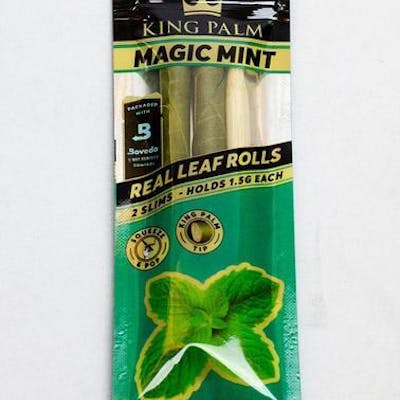 KING PALM
MAGIC MINT
PACKAGED
WITH
B
Boveda
REAL LEAF ROLLS
2 SLIMS - HOLDS 1.5G EACH
SQUEEZE
& POP
KING PALM
TIP